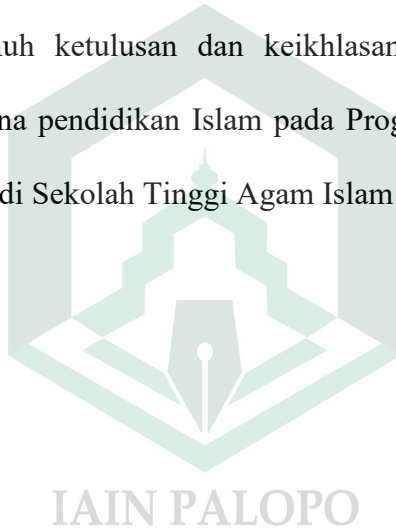 uh ketulusan dan keikhlasan
na pendidikan Islam pada Prog
di Sekolah Tinggi Agam Islam
IAIN PALOPO